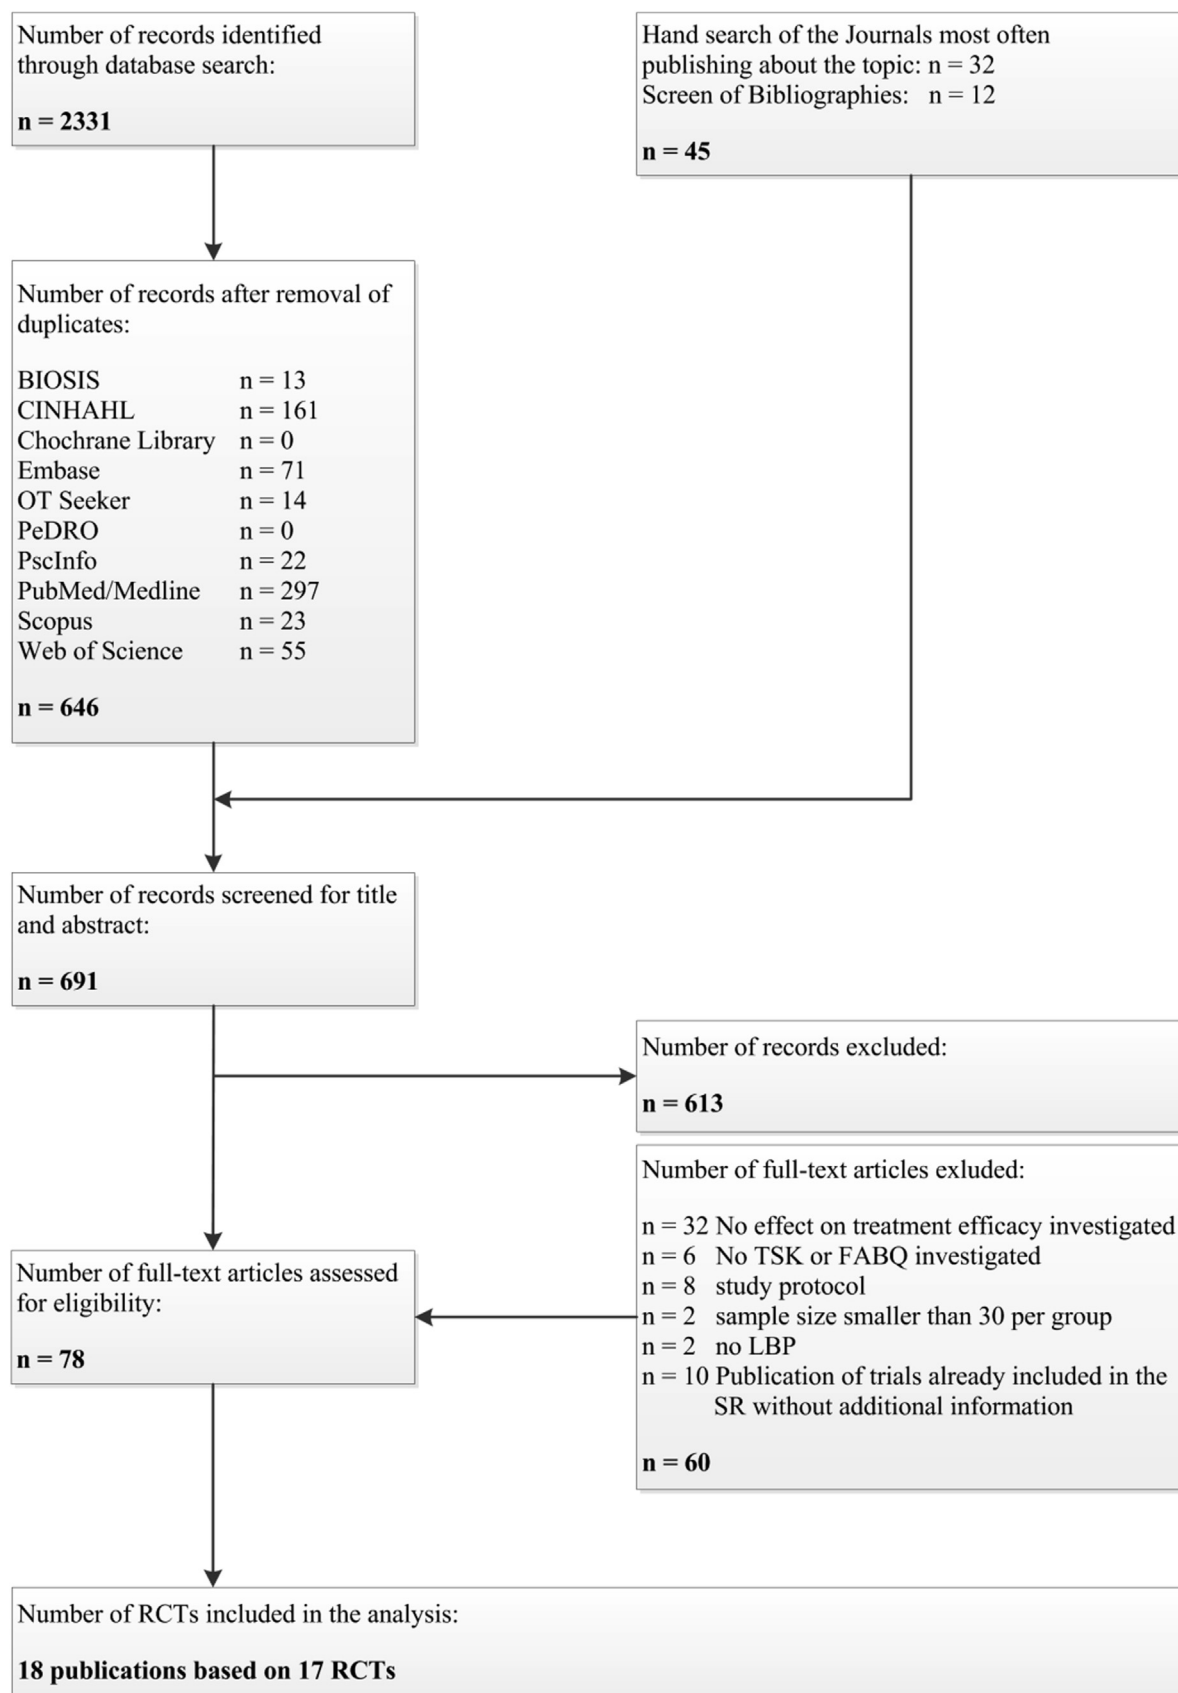 Number of records identified
through database search:
n = 2331
Hand search of the Journals most often
publishing about the topic: n = 32
Screen of Bibliographies: n = 12
n = 45
Number of records after removal of
duplicates:
BIOSIS n = 13
CINHAHL n = 161
Chochrane Library n = 0
Embase n = 71
OT Seeker n = 14
PeDRO n = 0
PscInfo n = 22
PubMed/Medline n = 297
Scopus n = 23
Web of Science n = 55
n = 646
Number of records screened for title
and abstract:
n = 691
Number of records excluded:
n = 613
Number of full-text articles exluded:
n = 32 No effect on treatment efficacy investigated
n = 6 No TSK or FABQ investigated
n = 8 study protocol
n = 2 sample size smaller than 30 per group
n = 2 no LBP
n = 10 Publication of trials already included in the
SR without additional information
n = 60
Number of full-text articles assessed
for eligibility:
n = 78
Number of RCTs included in the analysis:
18 publications based on 17 RCTs